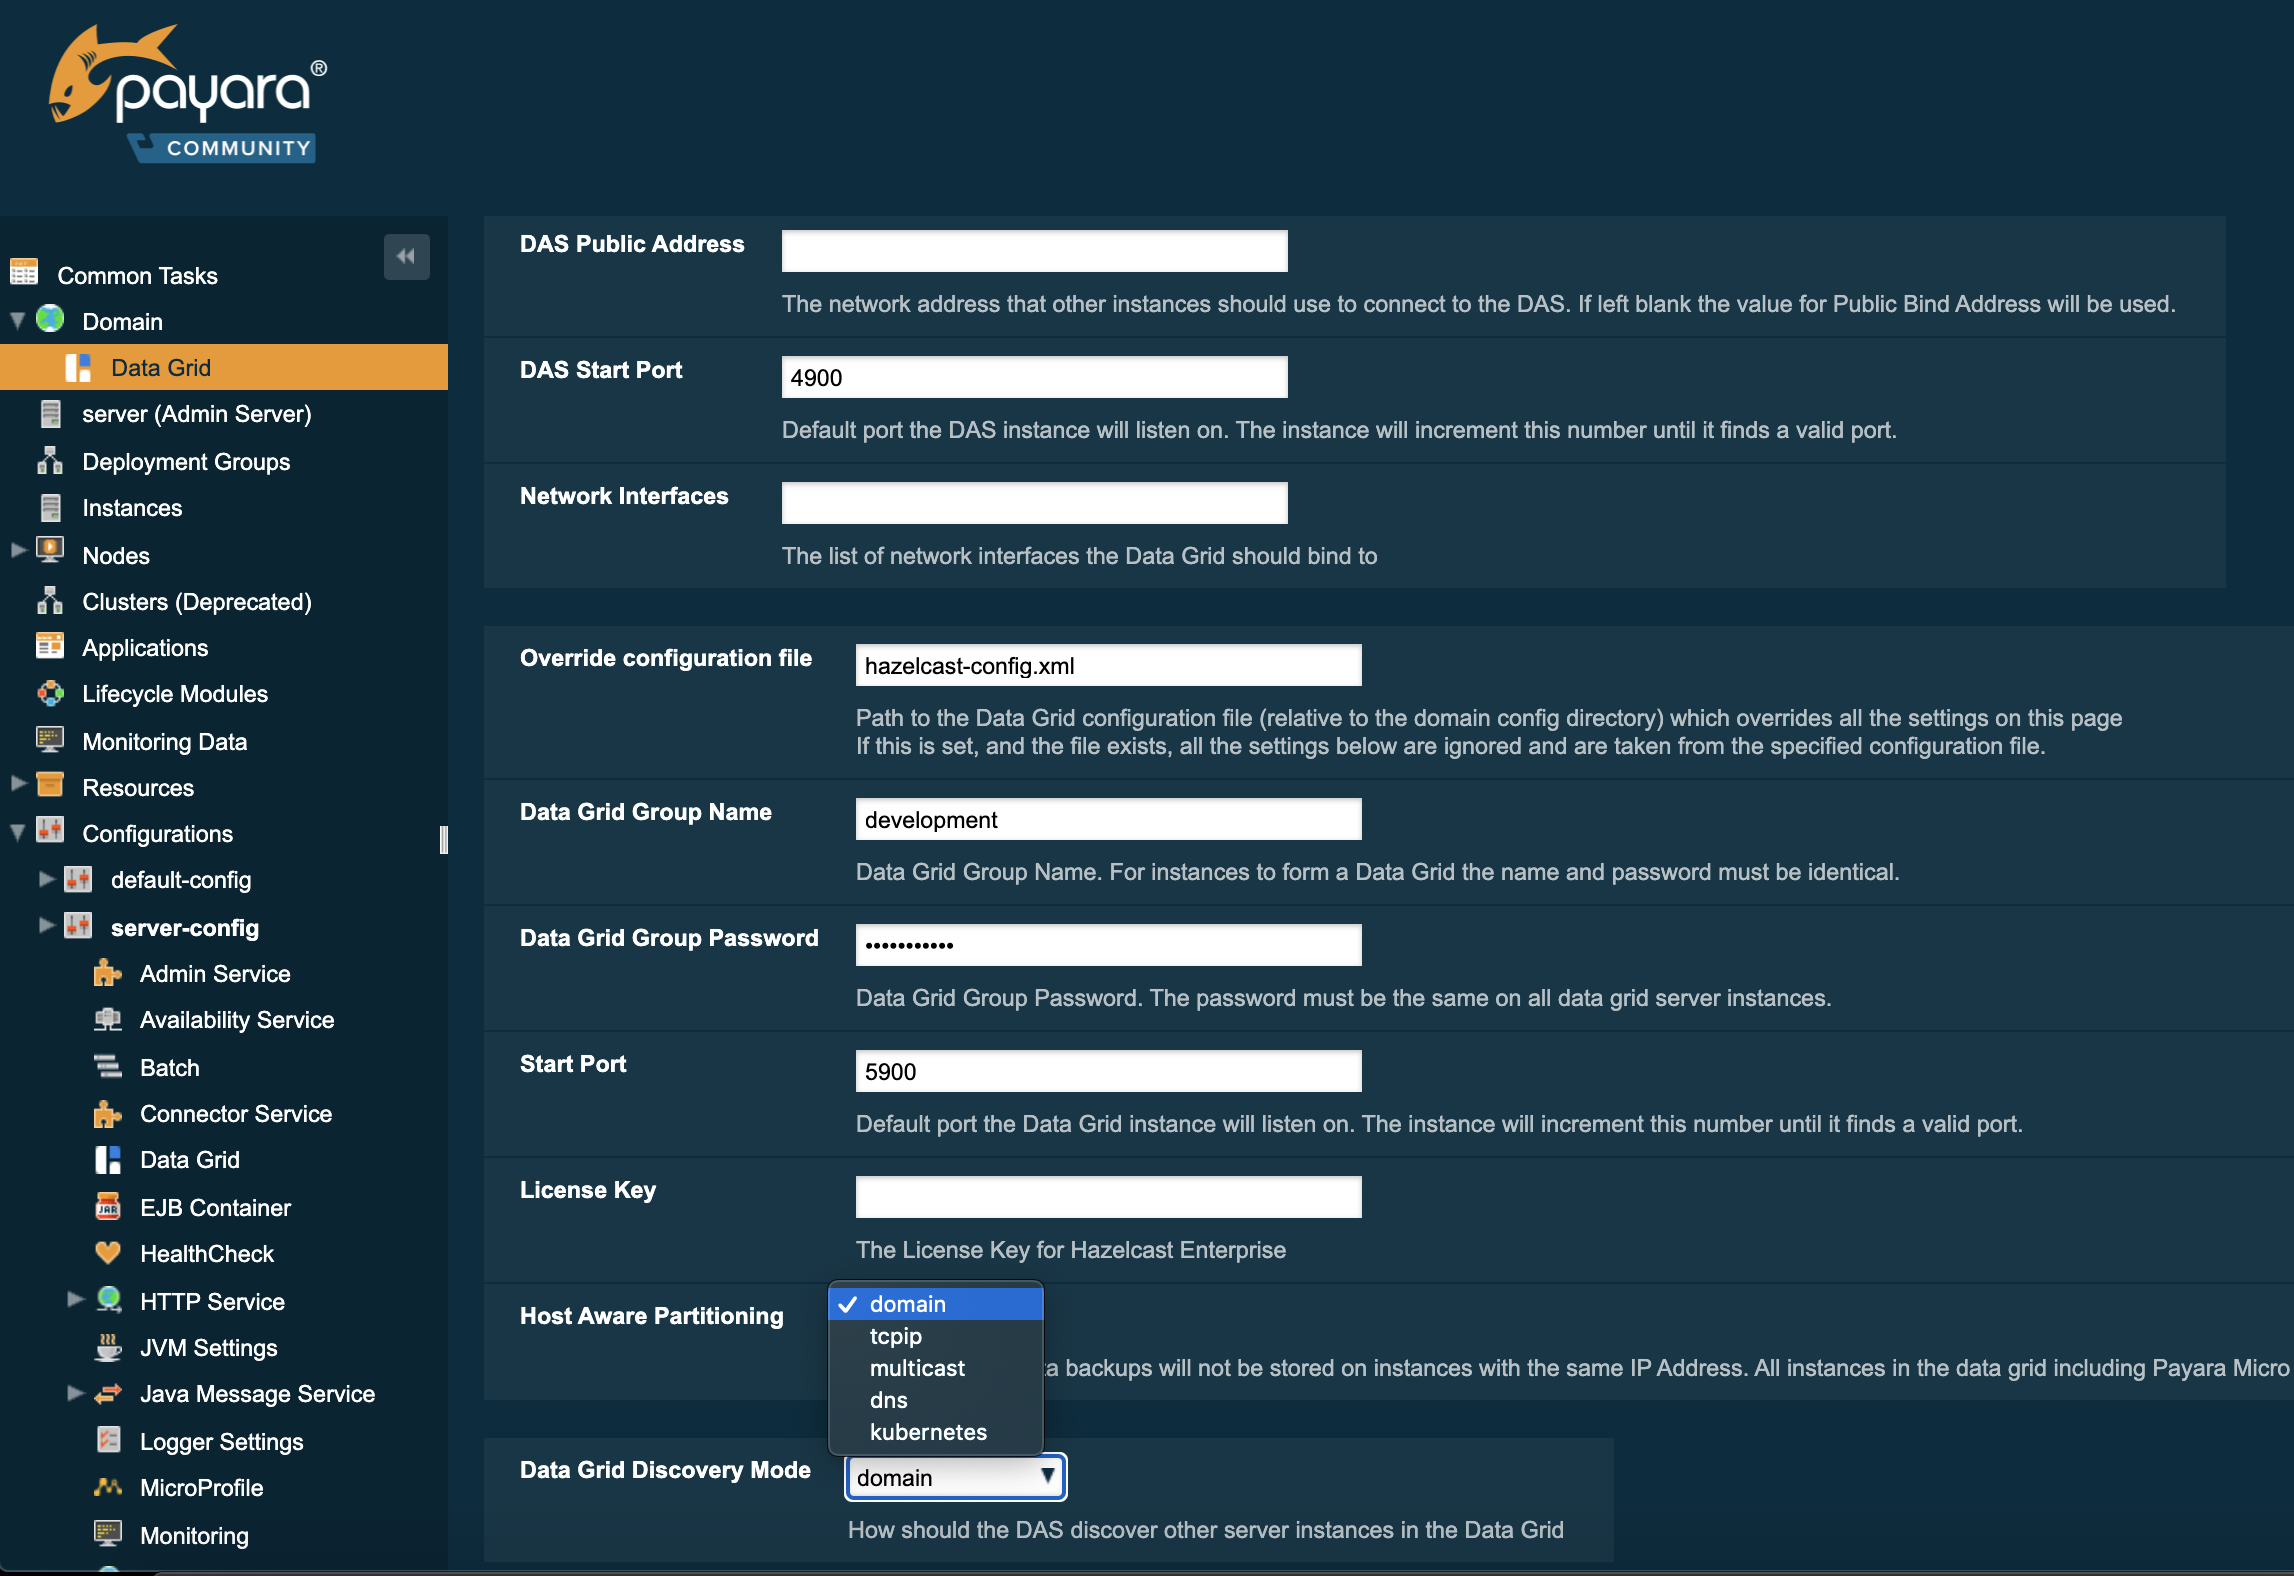 payara®
COMMUNITY
Common Tasks
Domain
Data Grid
server (Admin Server)
Deployment Groups
Instances
Nodes
Clusters (Deprecated)
Applications
Lifecycle Modules
Monitoring Data
Resources
Configurations
default-config
server-config
Admin Service
Availability Service
Batch
Connector Service
Data Grid
JAR
EJB Container
HealthCheck
HTTP Service
JVM Settings
Java Message Service
Logger Settings
MicroProfile
Monitoring
DAS Public Address
The network address that other instances should use to connect to the DAS. If left blank the value for Public Bind Address will be used.
DAS Start Port
4900
Default port the DAS instance will listen on. The instance will increment this number until it finds a valid port.
Network Interfaces
The list of network interfaces the Data Grid should bind to
Override configuration file
hazelcast-config.xml
Path to the Data Grid configuration file (relative to the domain config directory) which overrides all the settings on this page
If this is set, and the file exists, all the settings below are ignored and are taken from the specified configuration file.
Data Grid Group Name
development
Data Grid Group Name. For instances to form a Data Grid the name and password must be identical.
Data Grid Group Password
•••••••••••
Data Grid Group Password. The password must be the same on all data grid server instances.
Start Port
5900
Default port the Data Grid instance will listen on. The instance will increment this number until it finds a valid port.
License Key
The License Key for Hazelcast Enterprise
Host Aware Partitioning
domain
tcpip
multicast
dns
kubernetes
ta backups will not be stored on instances with the same IP Address. All instances in the data grid including Payara Micro
Data Grid Discovery Mode
domain
How should the DAS discover other server instances in the Data Grid